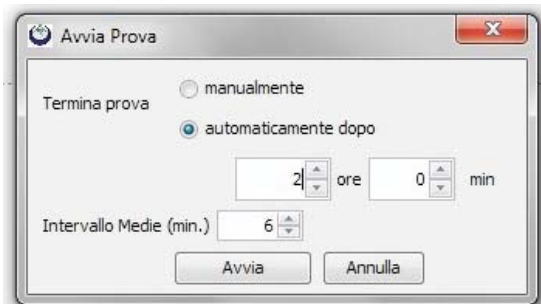 Avvia Prova
manualmente
Termina prova
automaticamente dopo
2 ore 0 min
Intervallo Medie (min.) 6
Avvia Annulla